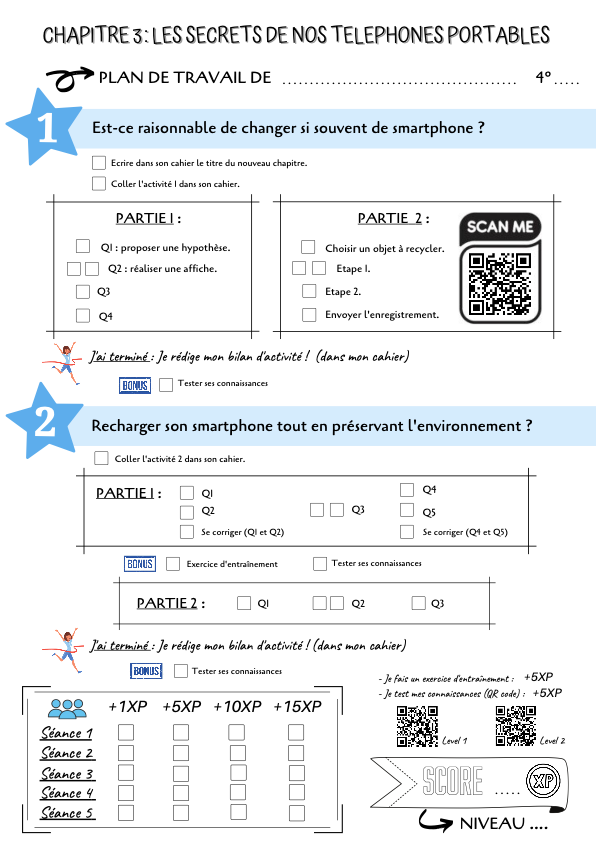 CHAPITRE 3 : LES SECRETS DE NOS TELEPHONES PORTABLES
PLAN DE TRAVAIL DE ........................................... 4° .....
1 Est-ce raisonnable de changer si souvent de smartphone ?
Ecrire dans son cahier le titre du nouveau chapitre.
Coller l'activité 1 dans son cahier.
PARTIE 1 :
Q1 : proposer une hypothèse.
Q2 : réaliser une affiche.
Q3
Q4
PARTIE 2 :
Choisir un objet à recycler.
Etape 1.
Etape 2.
Envoyer l'enregistrement.
SCAN ME
J'ai terminé : Je rédige mon bilan d'activité ! (dans mon cahier)
BONUS Tester ses connaissances
2 Recharger son smartphone tout en préservant l'environnement ?
Coller l'activité 2 dans son cahier.
PARTIE 1 :
Q1
Q2
Se corriger (Q1 et Q2)
Q3
Q4
Q5
Se corriger (Q4 et Q5)
BONUS Exercice d'entraînement Tester ses connaissances
PARTIE 2 : Q1 Q2 Q3
J'ai terminé : Je rédige mon bilan d'activité ! (dans mon cahier)
BONUS Tester ses connaissances
+1XP +5XP +10XP +15XP
Séance 1
Séance 2
Séance 3
Séance 4
Séance 5
- Je fais un exercice d'entraînement : +5XP
- Je test mes connaissances (QR code) : +5XP
Level 1 Level 2
SCORE ..... XP
NIVEAU ....